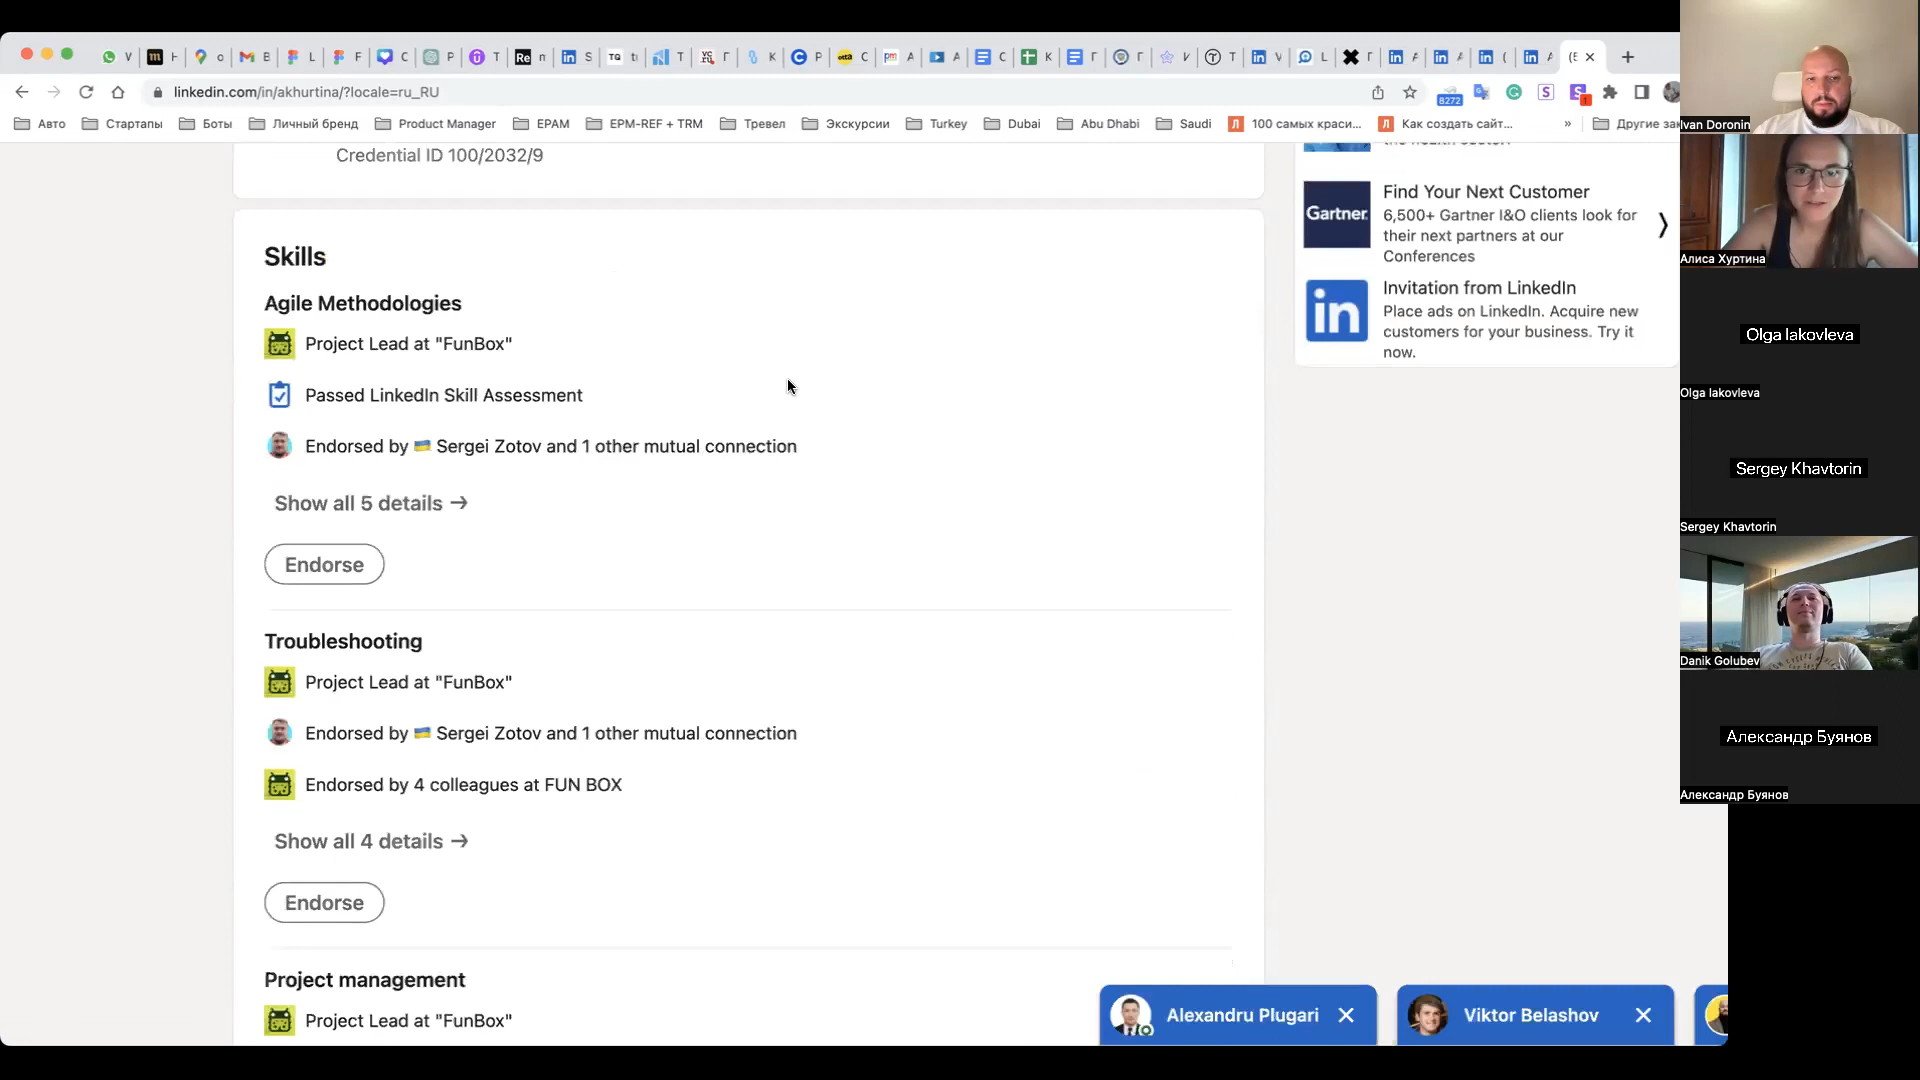 linkedin.com/in/akhurtina/?locale=ru_RU
8272
1
Авто
Стартапы
Боты
Личный бренд
Product Manager
EPAM
EPM-REF + TRM
Тревел
Экскурсии
Turkey
Dubai
Abu Dhabi
Saudi
100 самых краси...
Как создать сайт...
»
Credential ID 100/2032/9
Skills
Agile Methodologies
Project Lead at "FunBox"
Passed LinkedIn Skill Assessment
Endorsed by Sergei Zotov and 1 other mutual connection
Show all 5 details →
Endorse
Troubleshooting
Project Lead at "FunBox"
Endorsed by Sergei Zotov and 1 other mutual connection
Endorsed by 4 colleagues at FUN BOX
Show all 4 details →
Endorse
Project management
Project Lead at "FunBox"
Gartner
Find Your Next Customer
6,500+ Gartner I&O clients look for
their next partners at our
Conferences
in
Invitation from LinkedIn
Place ads on LinkedIn. Acquire new
customers for your business. Try it
now.
Alexandru Plugari
Viktor Belashov
Ivan Doronin
Алиса Хуртина
Olga Iakovleva
Olga Iakovleva
Sergey Khavtorin
Sergey Khavtorin
Danik Golubev
Александр Буянов
Александр Буянов